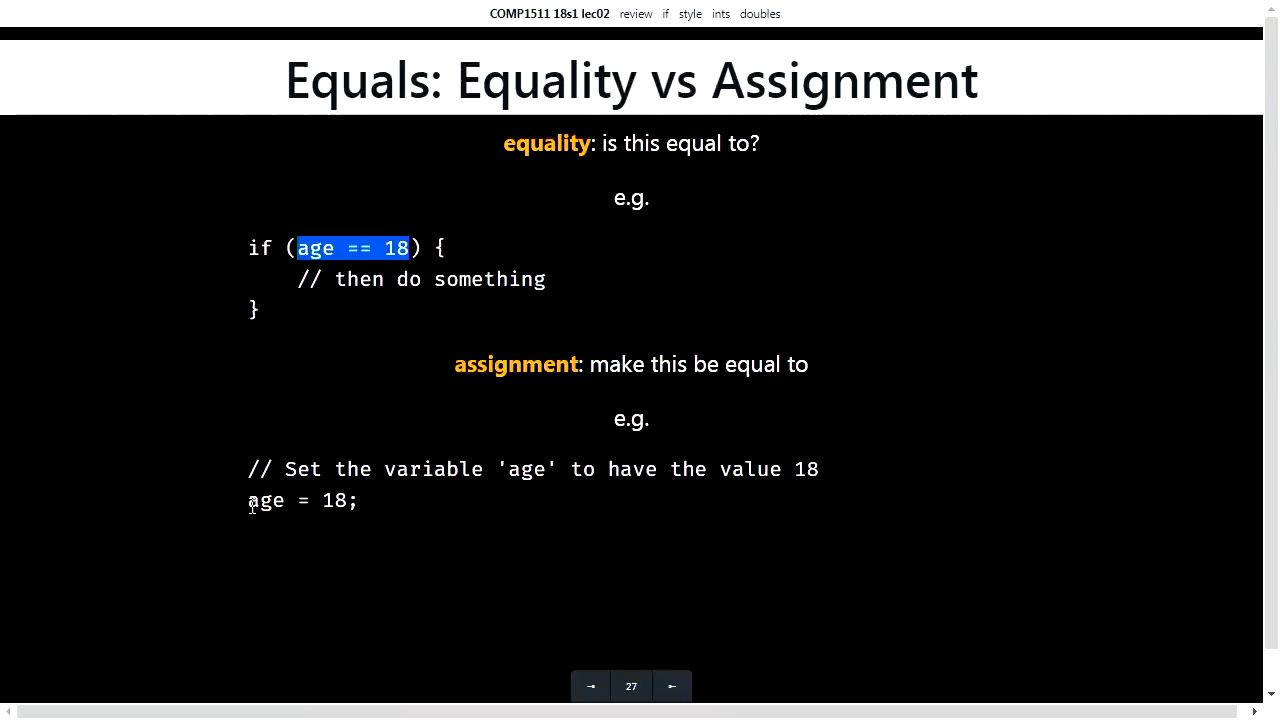 COMP1511 18s1 lec02 review if style ints doubles
Equals: Equality vs Assignment
equality: is this equal to?
e.g.
if (age == 18) {
    // then do something
}
assignment: make this be equal to
e.g.
// Set the variable 'age' to have the value 18
age = 18;
→ 27 ←